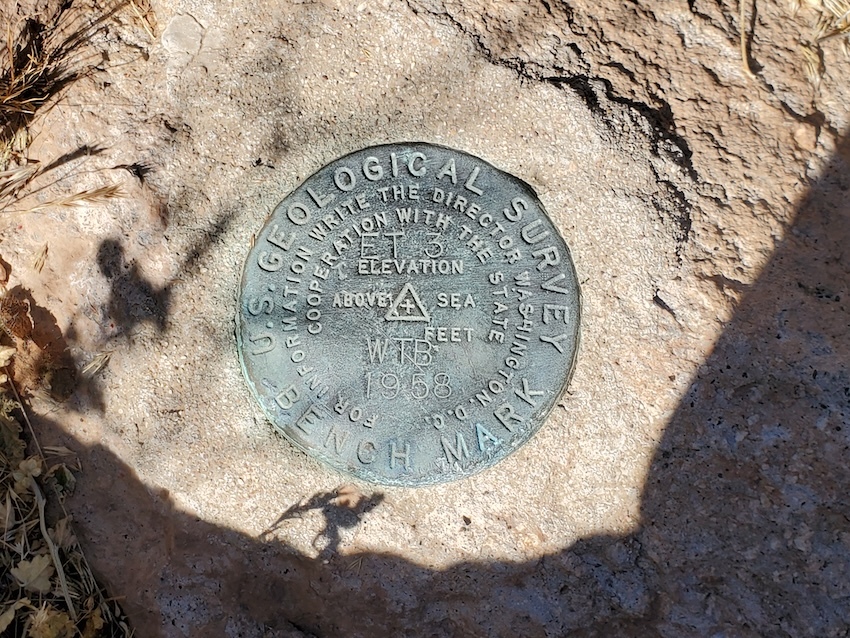 U.S. GEOLOGICAL SURVEY
FOR INFORMATION WRITE THE DIRECTOR WASHINGTON, D.C.
COOPERATION WITH THE STATE
ET 3
ELEVATION
ABOVE SEA
FEET
WTB
1958
BENCH MARK